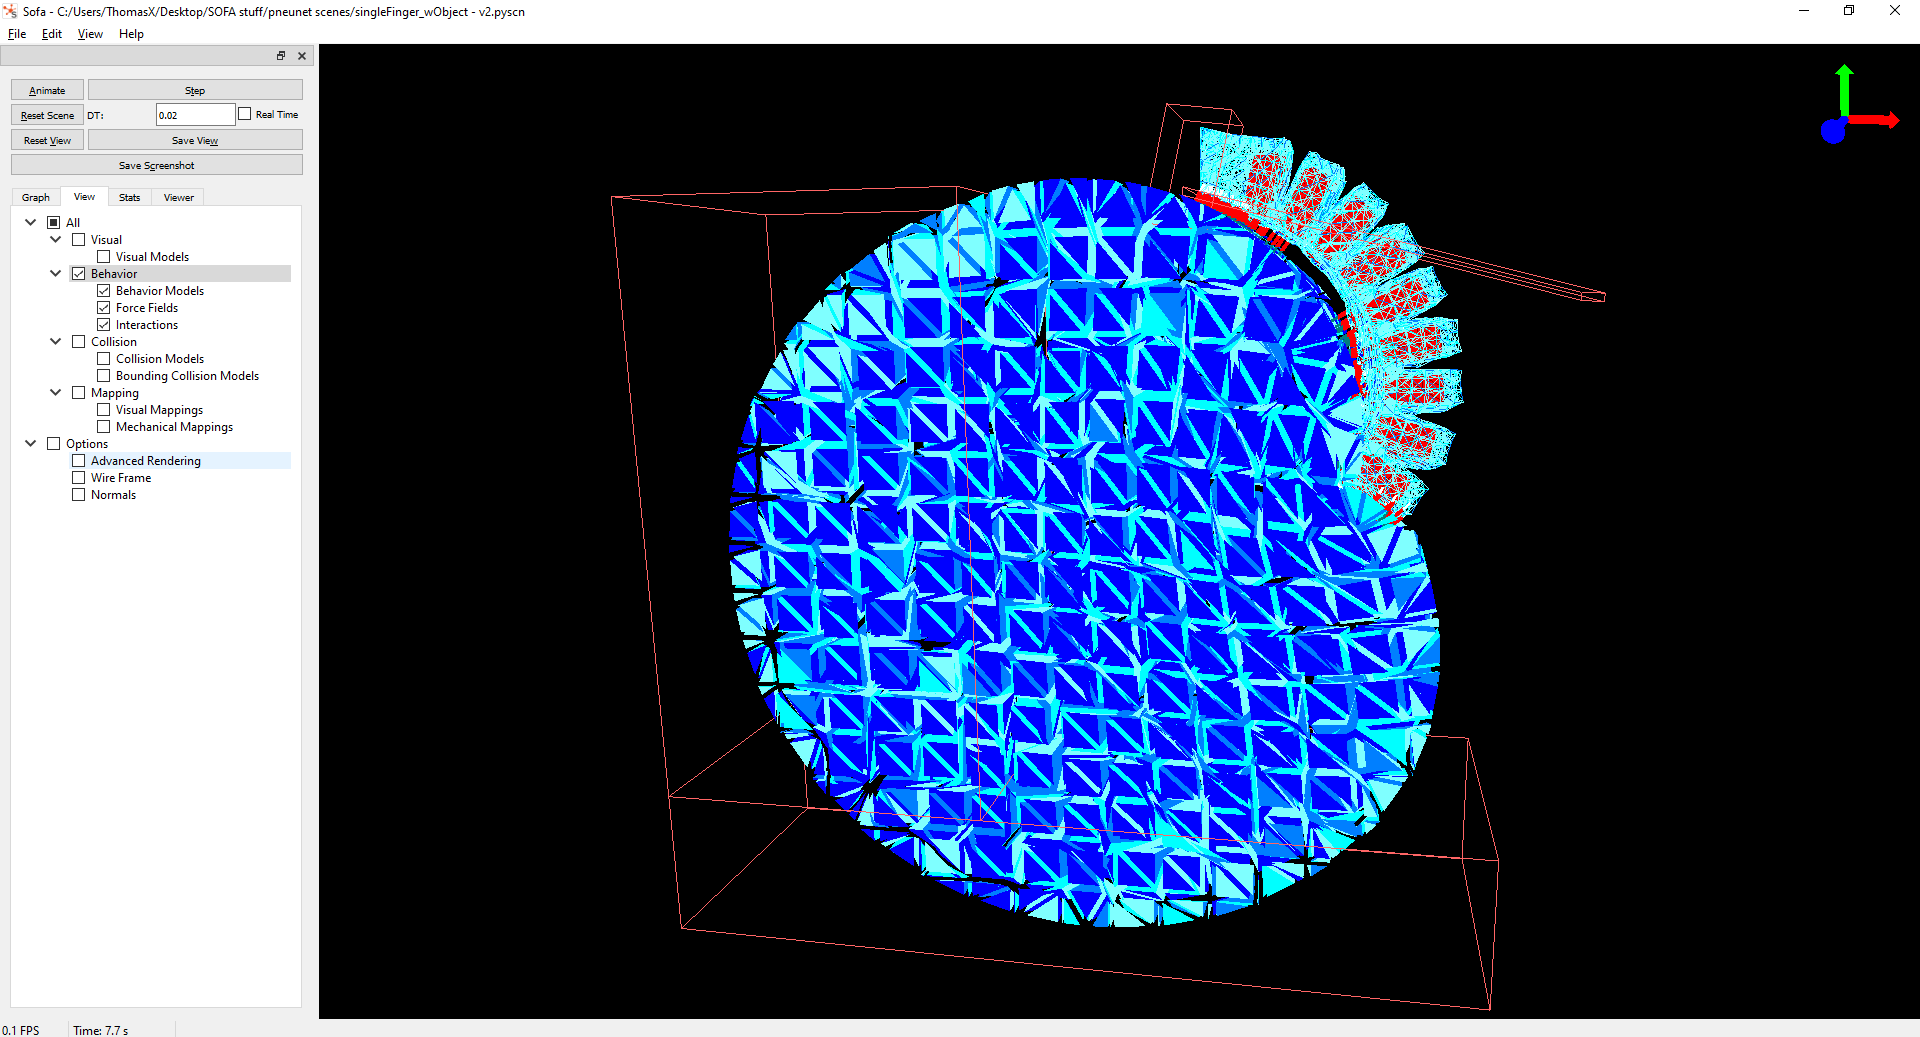 Sofa - C:/Users/ThomasX/Desktop/SOFA stuff/pneunet scenes/singleFinger_wObject - v2.pyscn
File Edit View Help
Animate Step
Reset Scene DT: 0.02 Real Time
Reset View Save View
Save Screenshot
Graph View Stats Viewer
All
Visual
Visual Models
Behavior
Behavior Models
Force Fields
Interactions
Collision
Collision Models
Bounding Collision Models
Mapping
Visual Mappings
Mechanical Mappings
Options
Advanced Rendering
Wire Frame
Normals
0.1 FPS Time: 7.7 s